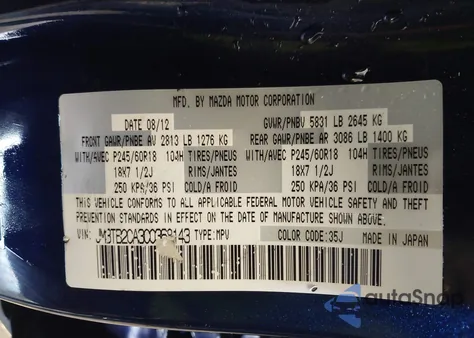 MFD. BY MAZDA MOTOR CORPORATION
DATE 08/12 GVWR/PNBV 5831 LB 2645 KG
FRONT GAWR/PNBE AV 2813 LB 1276 KG REAR GAWR/PNBE AR 3086 LB 1400 KG
WITH/AVEC P245/60R18 104H TIRES/PNEUS WITH/AVEC P245/60R18 104H TIRES/PNEUS
18X7 1/2J RIMS/JANTES 18X7 1/2J RIMS/JANTES
250 KPA/36 PSI COLD/A FROID 250 KPA/36 PSI COLD/A FROID
THIS VEHICLE CONFORMS TO ALL APPLICABLE FEDERAL MOTOR VEHICLE SAFETY AND THEFT
PREVENTION STANDARDS IN EFFECT ON THE DATE OF MANUFACTURE SHOWN ABOVE.
VIN: TYPE:MPV COLOR CODE:35J MADE IN JAPAN
autoSnap